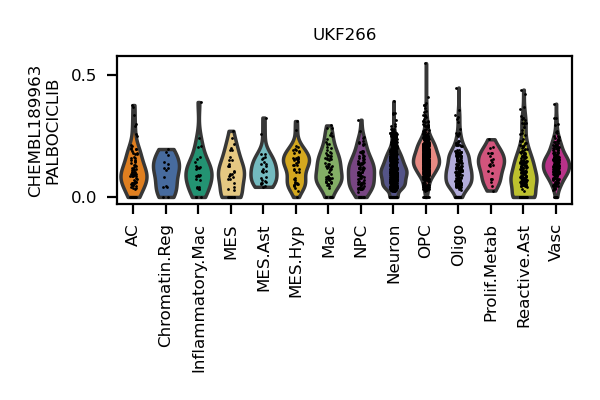 UKF266
CHEMBL189963
PALBOCICLIB
0.5
0.0
AC
Chromatin.Reg
Inflammatory.Mac
MES
MES.Ast
MES.Hyp
Mac
NPC
Neuron
OPC
Oligo
Prolif.Metab
Reactive.Ast
Vasc